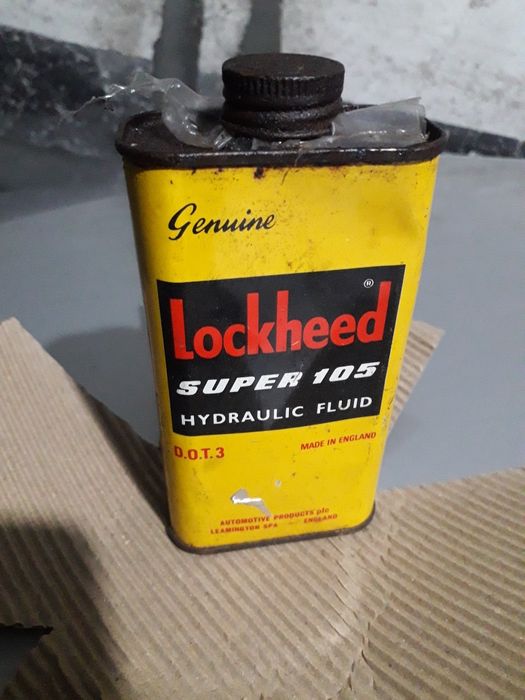 Genuine
®
Lockheed
SUPER 105
HYDRAULIC FLUID
D.O.T. 3 MADE IN ENGLAND
AUTOMOTIVE PRODUCTS plc
LEAMINGTON SPA ENGLAND